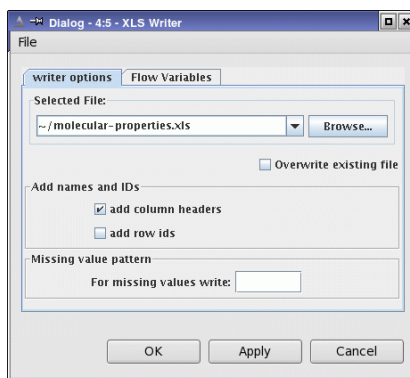 Dialog - 4:5 - XLS Writer
File
writer options Flow Variables
Selected File:
~/molecular-properties.xls Browse...
Overwrite existing file
Add names and IDs
add column headers
add row ids
Missing value pattern
For missing values write:
OK Apply Cancel